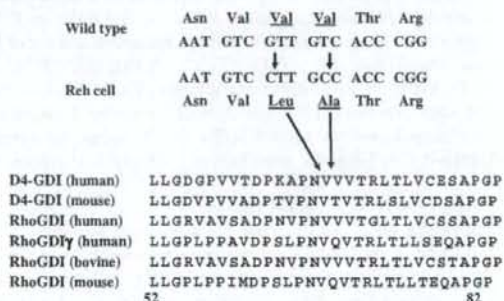 Asn Val Val Val Thr Arg
Wild type
AAT GTC GTT GTC ACC CGG
AAT GTC CTT GCC ACC CGG
Reh cell
Asn Val Leu Ala Thr Arg
D4-GDI (human) LLGDGPVVTDPKAPNVVVTRLTLVCESAPGP
D4-GDI (mouse) LLGDVPVVADPTVPNVTVTRLSLVCDSAPGP
RhoGDI (human) LLGRVAVSADPNVPNVVVTGLTLVCSSAPGP
RhoGDIγ (human) LLGPLPPAVDPSLPNVQVTRLTLLSEQAPGP
RhoGDI (bovine) LLGRVAVSADPNVPNVVVTRLTLVCSTAPGP
RhoGDI (mouse) LLGPLPPIMDPSLPNVQVTRLTLLTEQAPGP
52 82